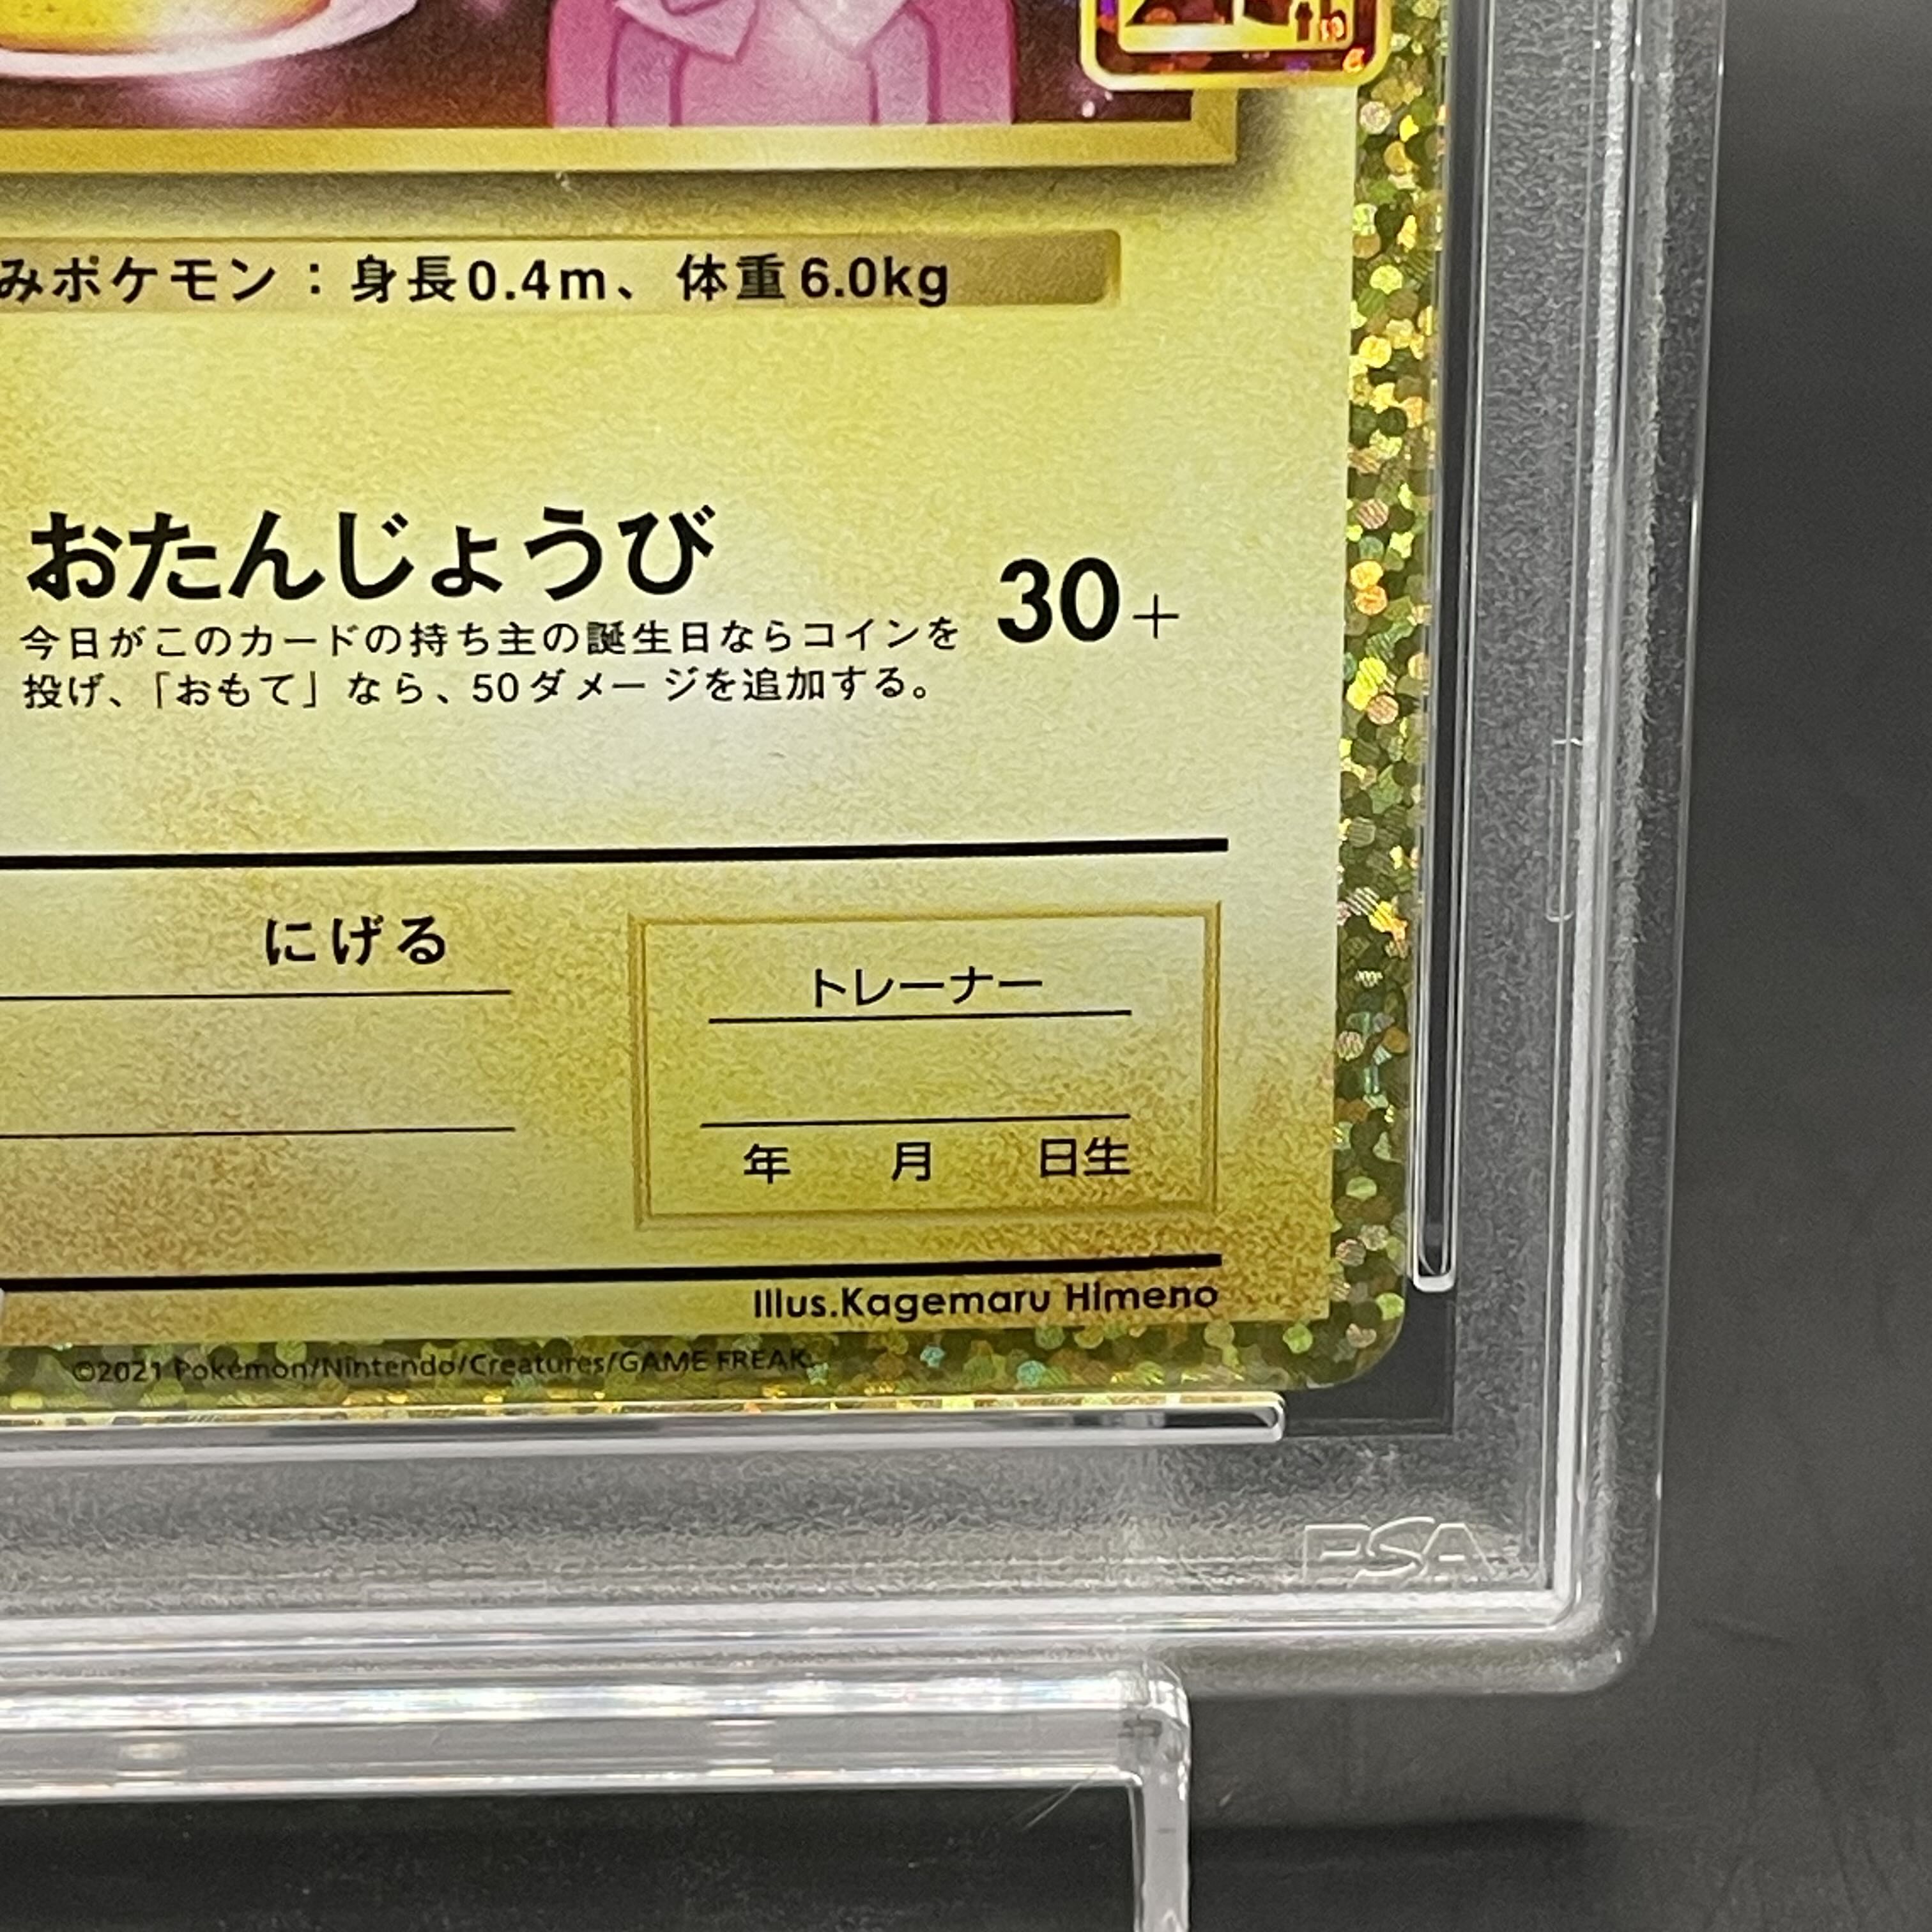 みポケモン：身長0.4m、体重6.0kg
おたんじょうび
30+
今日がこのカードの持ち主の誕生日ならコインを
投げ、「おもて」なら、50ダメージを追加する。
にげる
トレーナー
年 月 日生
Illus.Kagemaru Himeno
©2021 Pokémon/Nintendo/Creatures/GAME FREAK.
PSA